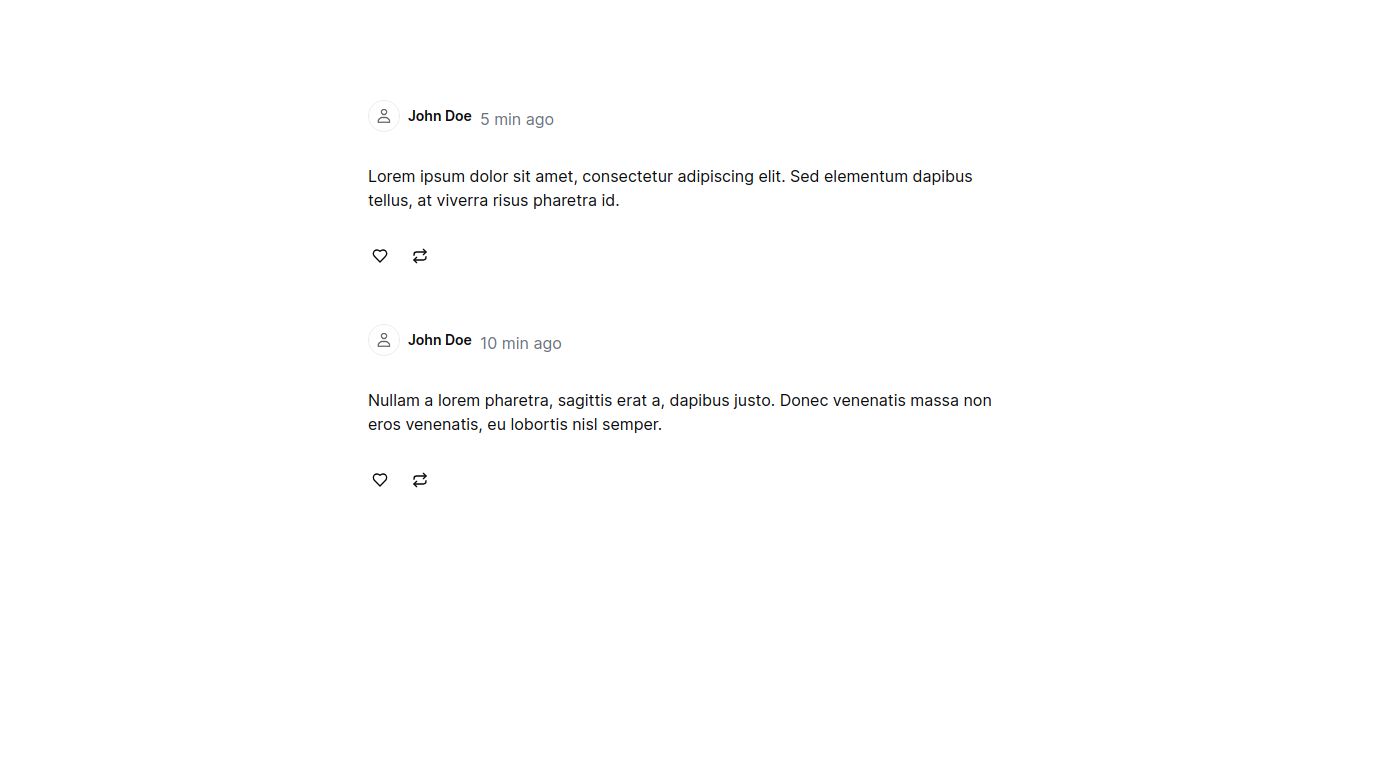 John Doe 5 min ago
Lorem ipsum dolor sit amet, consectetur adipiscing elit. Sed elementum dapibus
tellus, at viverra risus pharetra id.
John Doe 10 min ago
Nullam a lorem pharetra, sagittis erat a, dapibus justo. Donec venenatis massa non
eros venenatis, eu lobortis nisl semper.